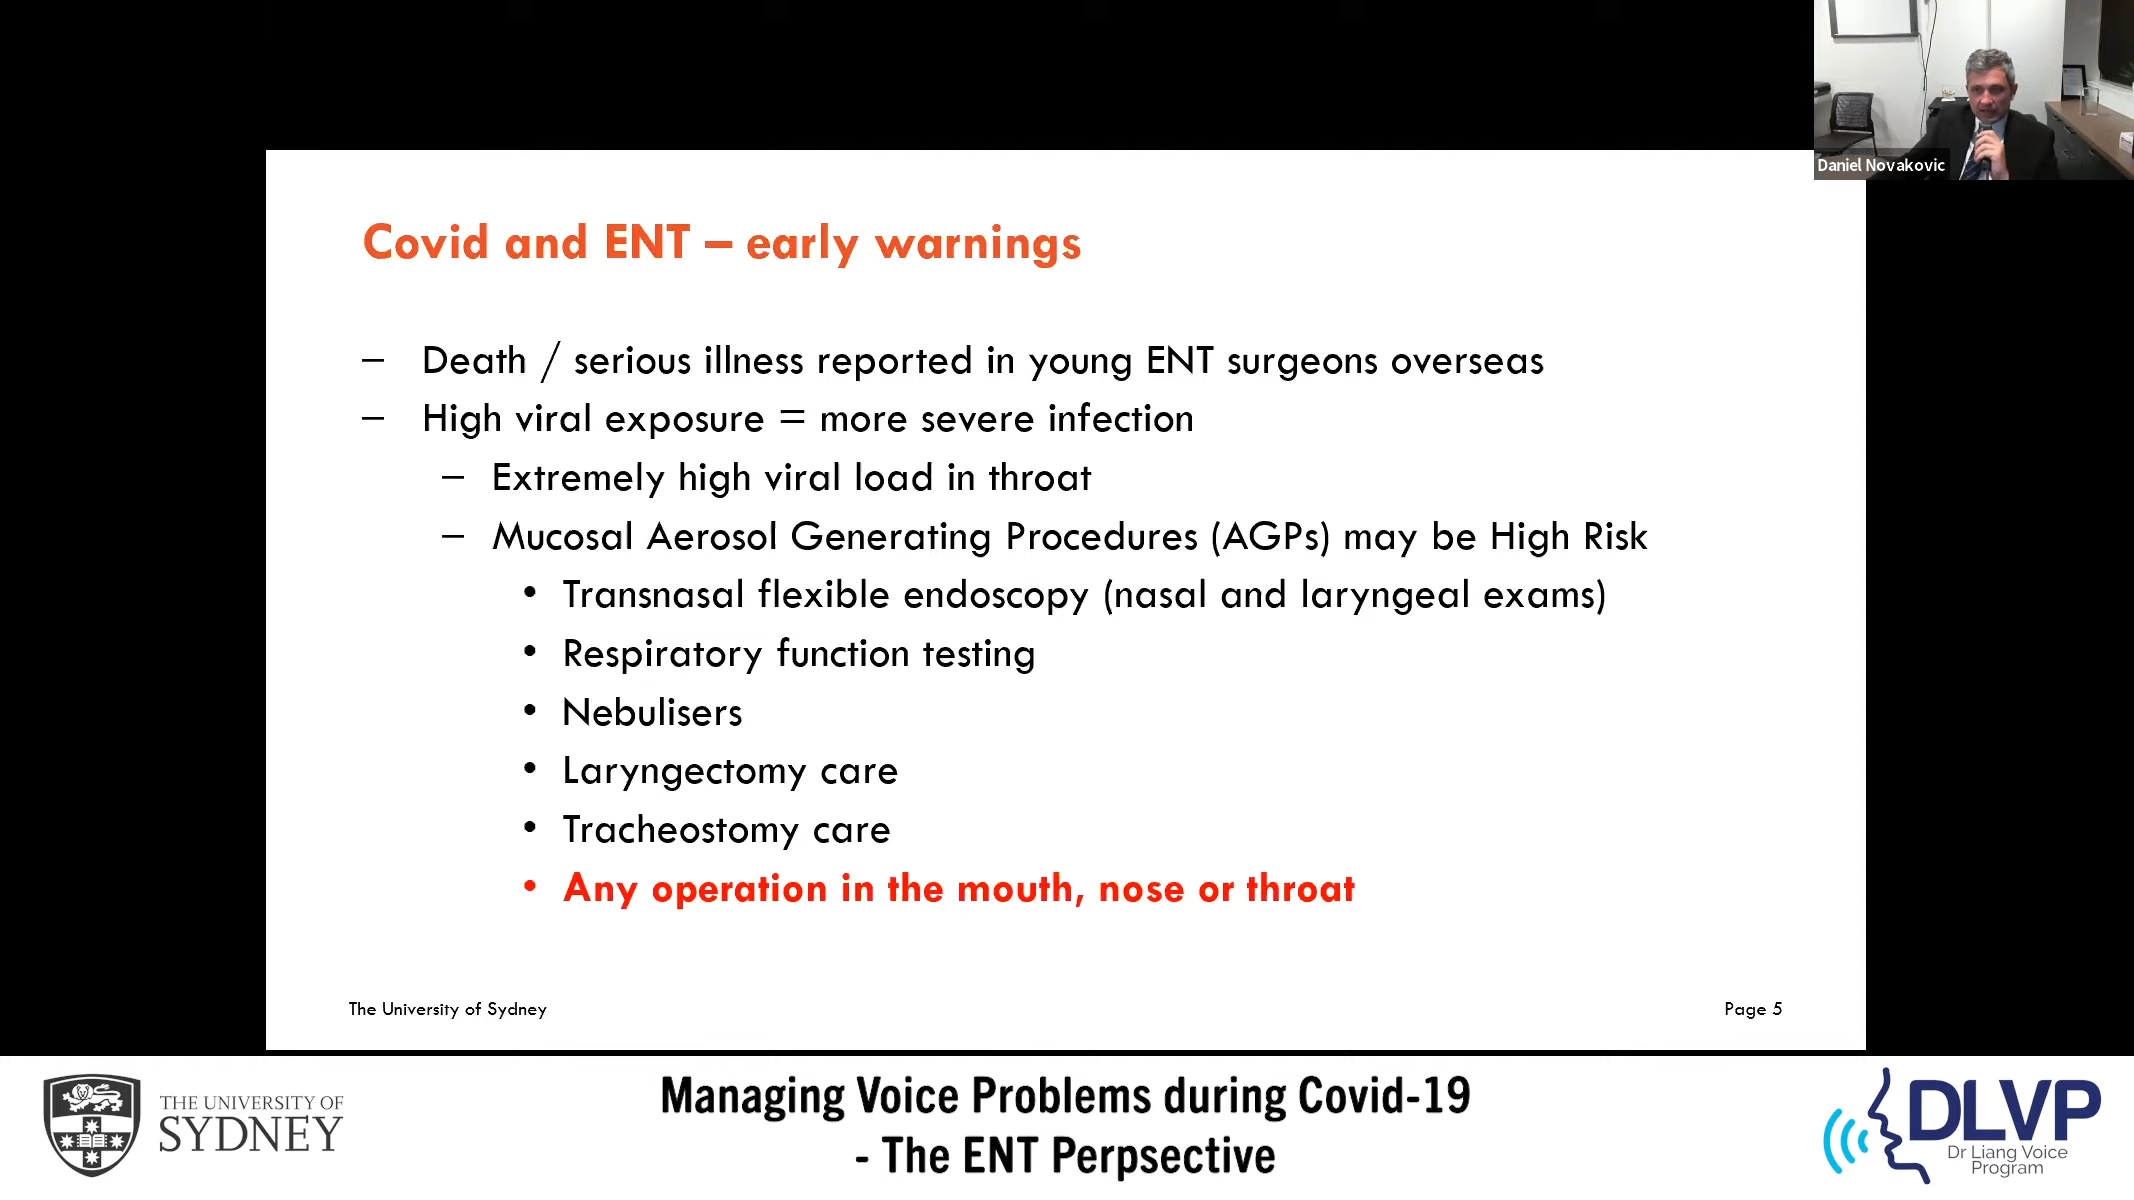 Daniel Novakovic
Covid and ENT – early warnings
– Death / serious illness reported in young ENT surgeons overseas
– High viral exposure = more severe infection
– Extremely high viral load in throat
– Mucosal Aerosol Generating Procedures (AGPs) may be High Risk
• Transnasal flexible endoscopy (nasal and laryngeal exams)
• Respiratory function testing
• Nebulisers
• Laryngectomy care
• Tracheostomy care
• Any operation in the mouth, nose or throat
The University of Sydney
Page 5
THE UNIVERSITY OF
SYDNEY
Managing Voice Problems during Covid-19
- The ENT Perpsective
DLVP
Dr Liang Voice
Program